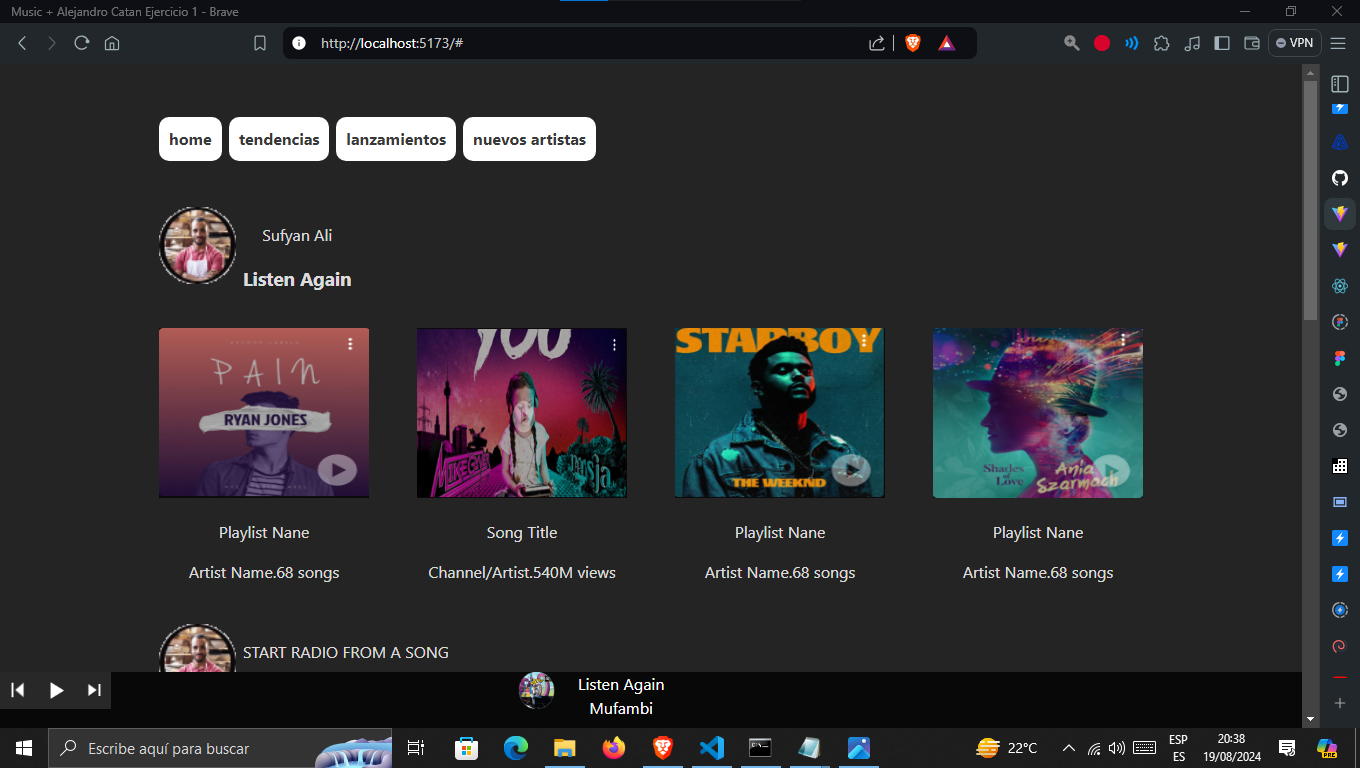 Music + Alejandro Catan Ejercicio 1 - Brave
http://localhost:5173/#
VPN
home
tendencias
lanzamientos
nuevos artistas
Sufyan Ali
Listen Again
PAIN
RYAN JONES
YOU
MIKE
STARBOY
THE WEEKND
Shades
of
Love
Ania
Szarmach
Playlist Nane
Song Title
Playlist Nane
Playlist Nane
Artist Name.68 songs
Channel/Artist.540M views
Artist Name.68 songs
Artist Name.68 songs
START RADIO FROM A SONG
Listen Again
Mufambi
Escribe aquí para buscar
22°C
ESP
ES
20:38
19/08/2024
PRE